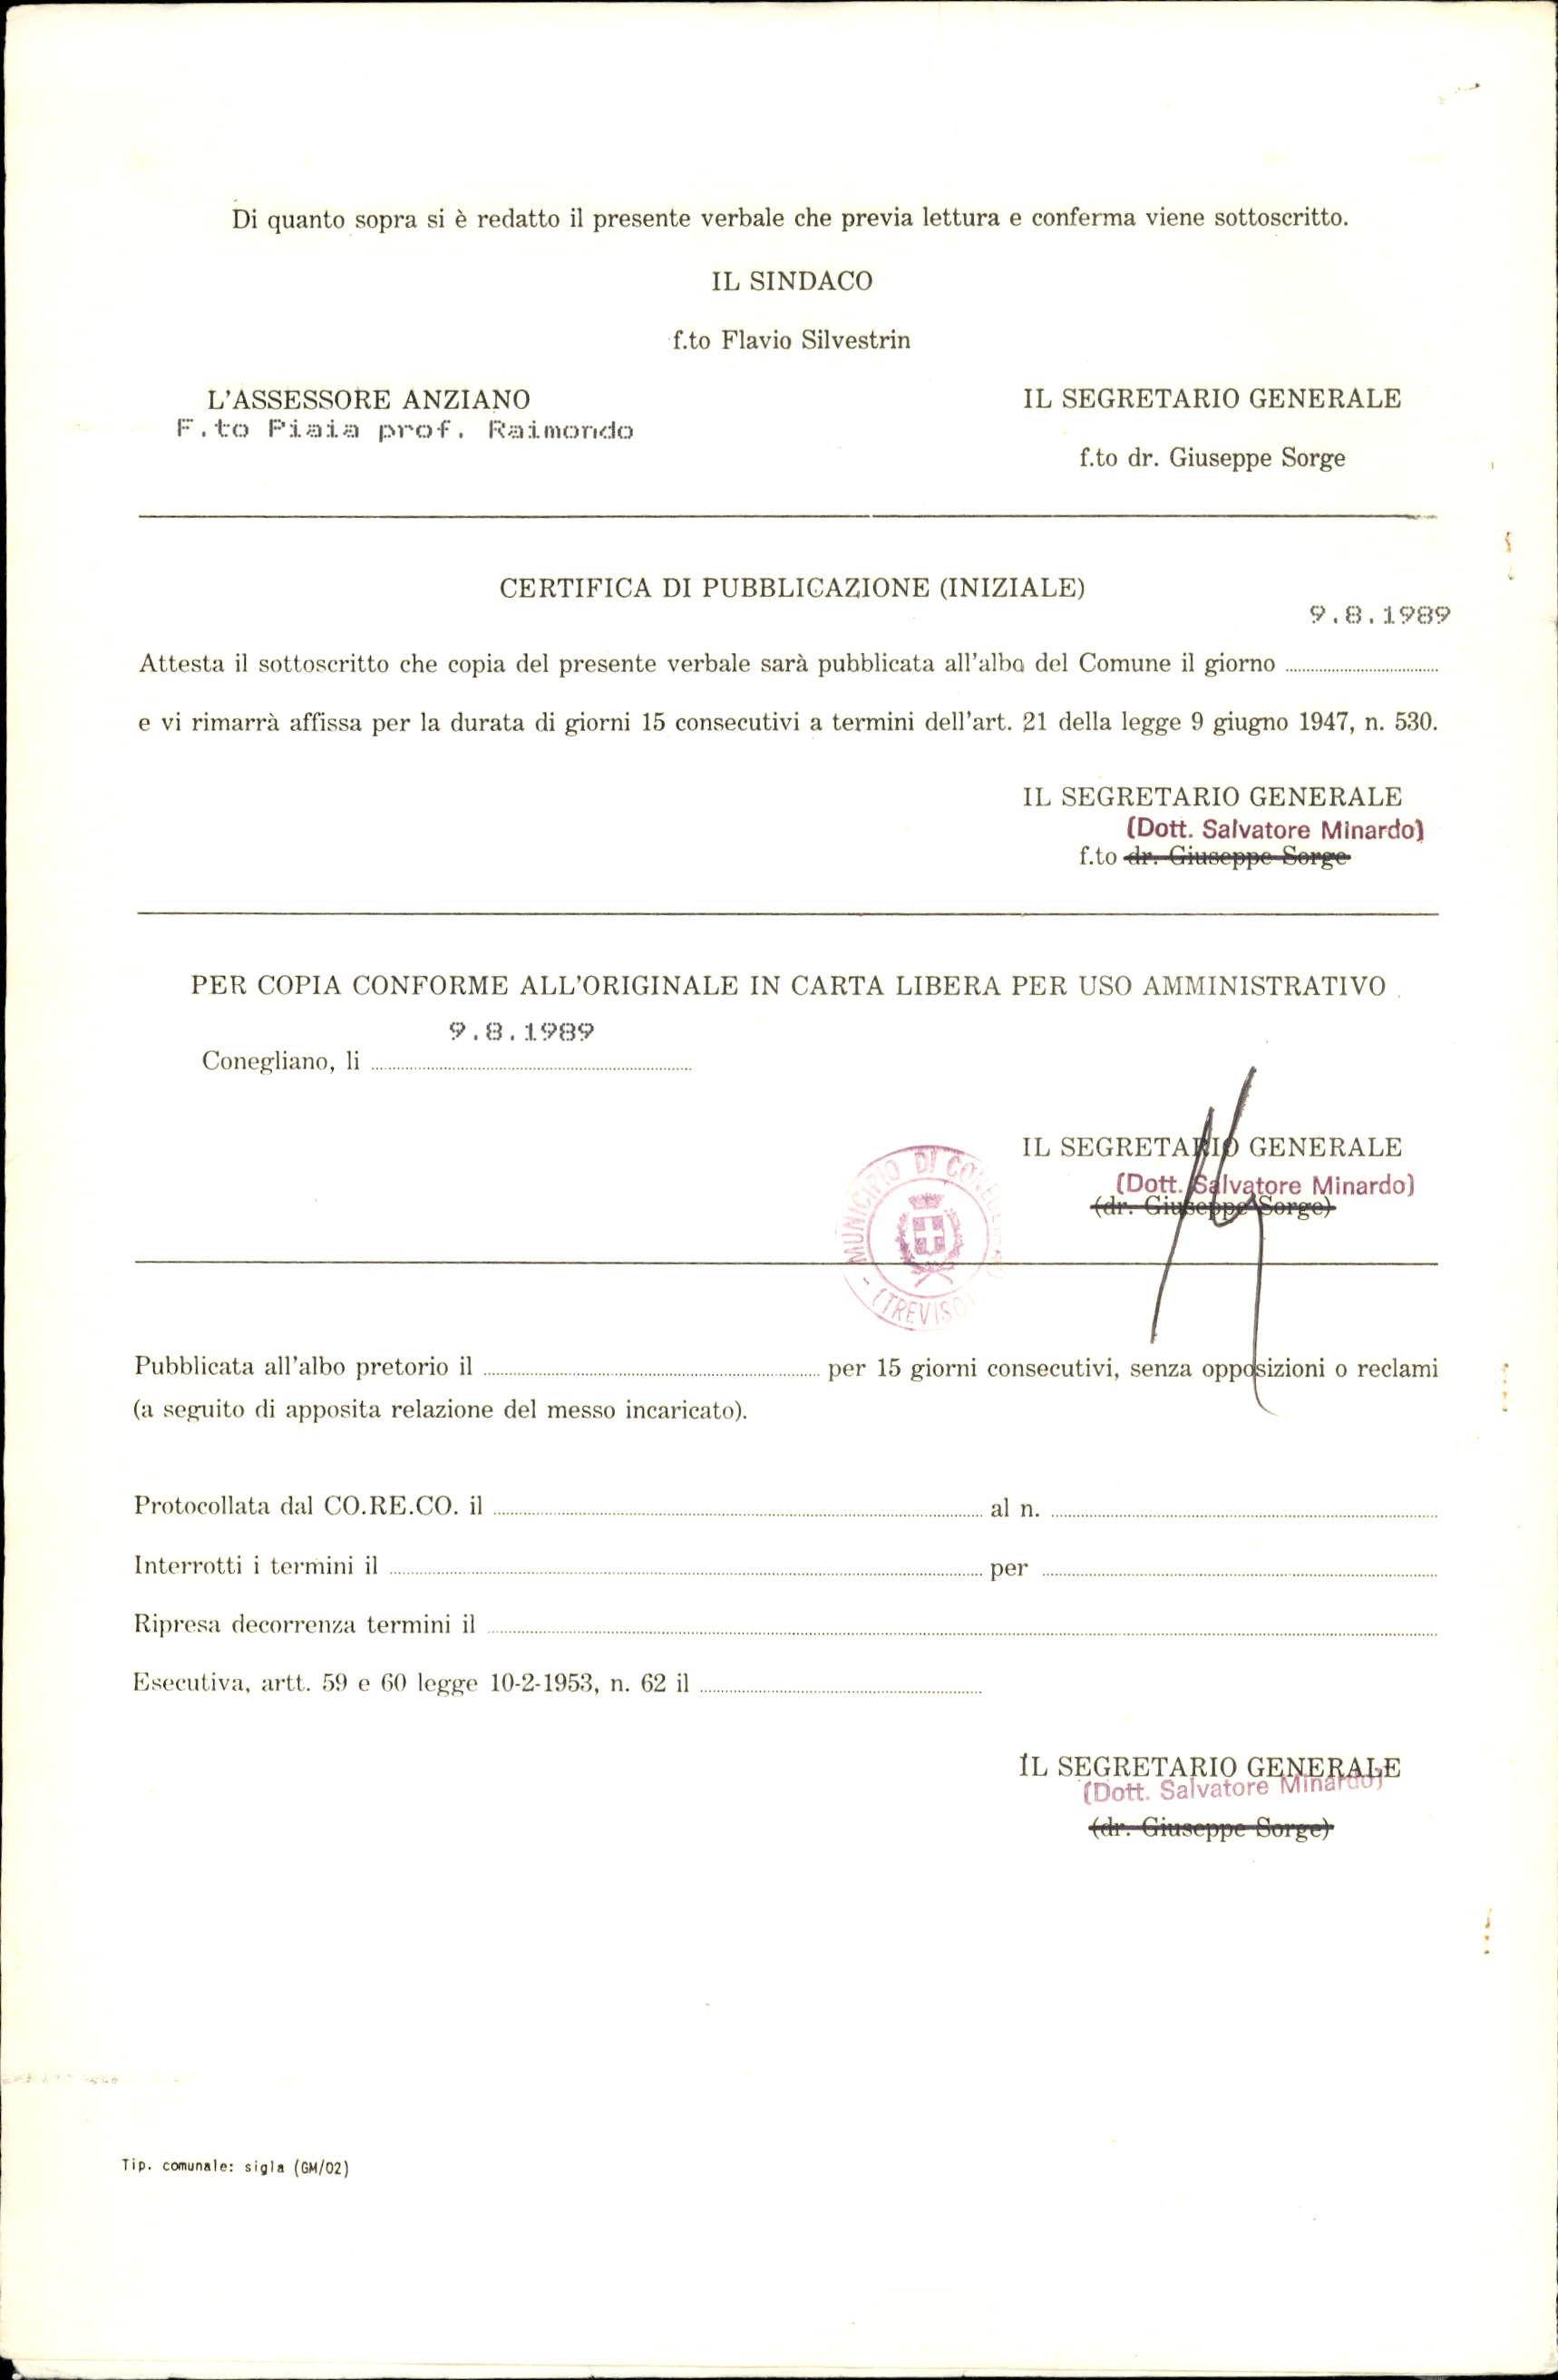 Di quanto sopra si è redatto il presente verbale che previa lettura e conferma viene sottoscritto.
IL SINDACO
f.to Flavio Silvestrin
L'ASSESSORE ANZIANO
F.to Piaia prof. Raimondo
IL SEGRETARIO GENERALE
f.to dr. Giuseppe Sorge
CERTIFICA DI PUBBLICAZIONE (INIZIALE)
9.8.1989
Attesta il sottoscritto che copia del presente verbale sarà pubblicata all'albo del Comune il giorno
e vi rimarrà affissa per la durata di giorni 15 consecutivi a termini dell'art. 21 della legge 9 giugno 1947, n. 530.
IL SEGRETARIO GENERALE
(Dott. Salvatore Minardo)
f.to dr. Giuseppe Sorge
PER COPIA CONFORME ALL'ORIGINALE IN CARTA LIBERA PER USO AMMINISTRATIVO
9.8.1989
Conegliano, li
IL SEGRETARIO GENERALE
(Dott. Salvatore Minardo)
(dr. Giuseppe Sorge)
MUNICIPIO DI CONEGLIANO
- (TREVISO)
Pubblicata all'albo pretorio il per 15 giorni consecutivi, senza opposizioni o reclami
(a seguito di apposita relazione del messo incaricato).
Protocollata dal CO.RE.CO. il al n.
Interrotti i termini il per
Ripresa decorrenza termini il
Esecutiva, artt. 59 e 60 legge 10-2-1953, n. 62 il
IL SEGRETARIO GENERALE
(Dott. Salvatore Minardo)
(dr. Giuseppe Sorge)
Tip. comunale: sigla (GM/02)